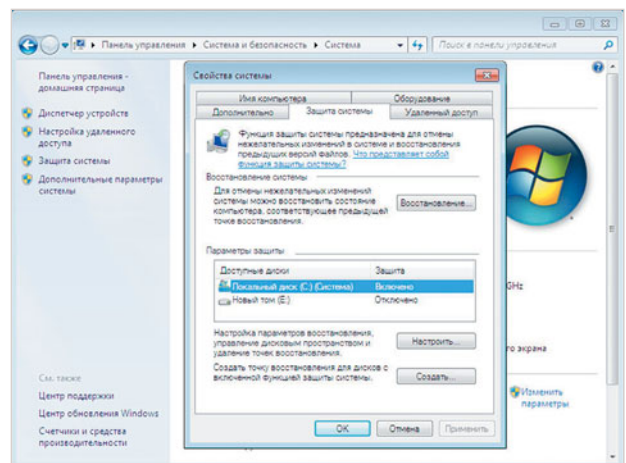 Панель управления ▸ Система и безопасность ▸ Система
Поиск в панели управления
Панель управления -
домашняя страница
Диспетчер устройств
Настройка удаленного
доступа
Защита системы
Дополнительные параметры
системы
См. также
Центр поддержки
Центр обновления Windows
Счетчики и средства
производительности
Свойства системы
Имя компьютера
Оборудование
Дополнительно
Защита системы
Удаленный доступ
Функция защиты системы предназначена для отмены
нежелательных изменений в системе и восстановления
предыдущих версий файлов. Что представляет собой
функция защиты системы?
Восстановление системы
Для отмены нежелательных изменений
системы можно восстановить состояние
компьютера, соответствующее предыдущей
точке восстановления.
Восстановление...
Параметры защиты
Доступные диски
Защита
Локальный диск (C:) (Система)
Включено
Новый том (E:)
Отключено
Настройка параметров восстановления,
управление дисковым пространством и
удаление точек восстановления.
Настроить...
Создать точку восстановления для дисков с
включенной функцией защиты системы.
Создать...
OK
Отмена
Применить
GHz
го экрана
Изменить
параметры